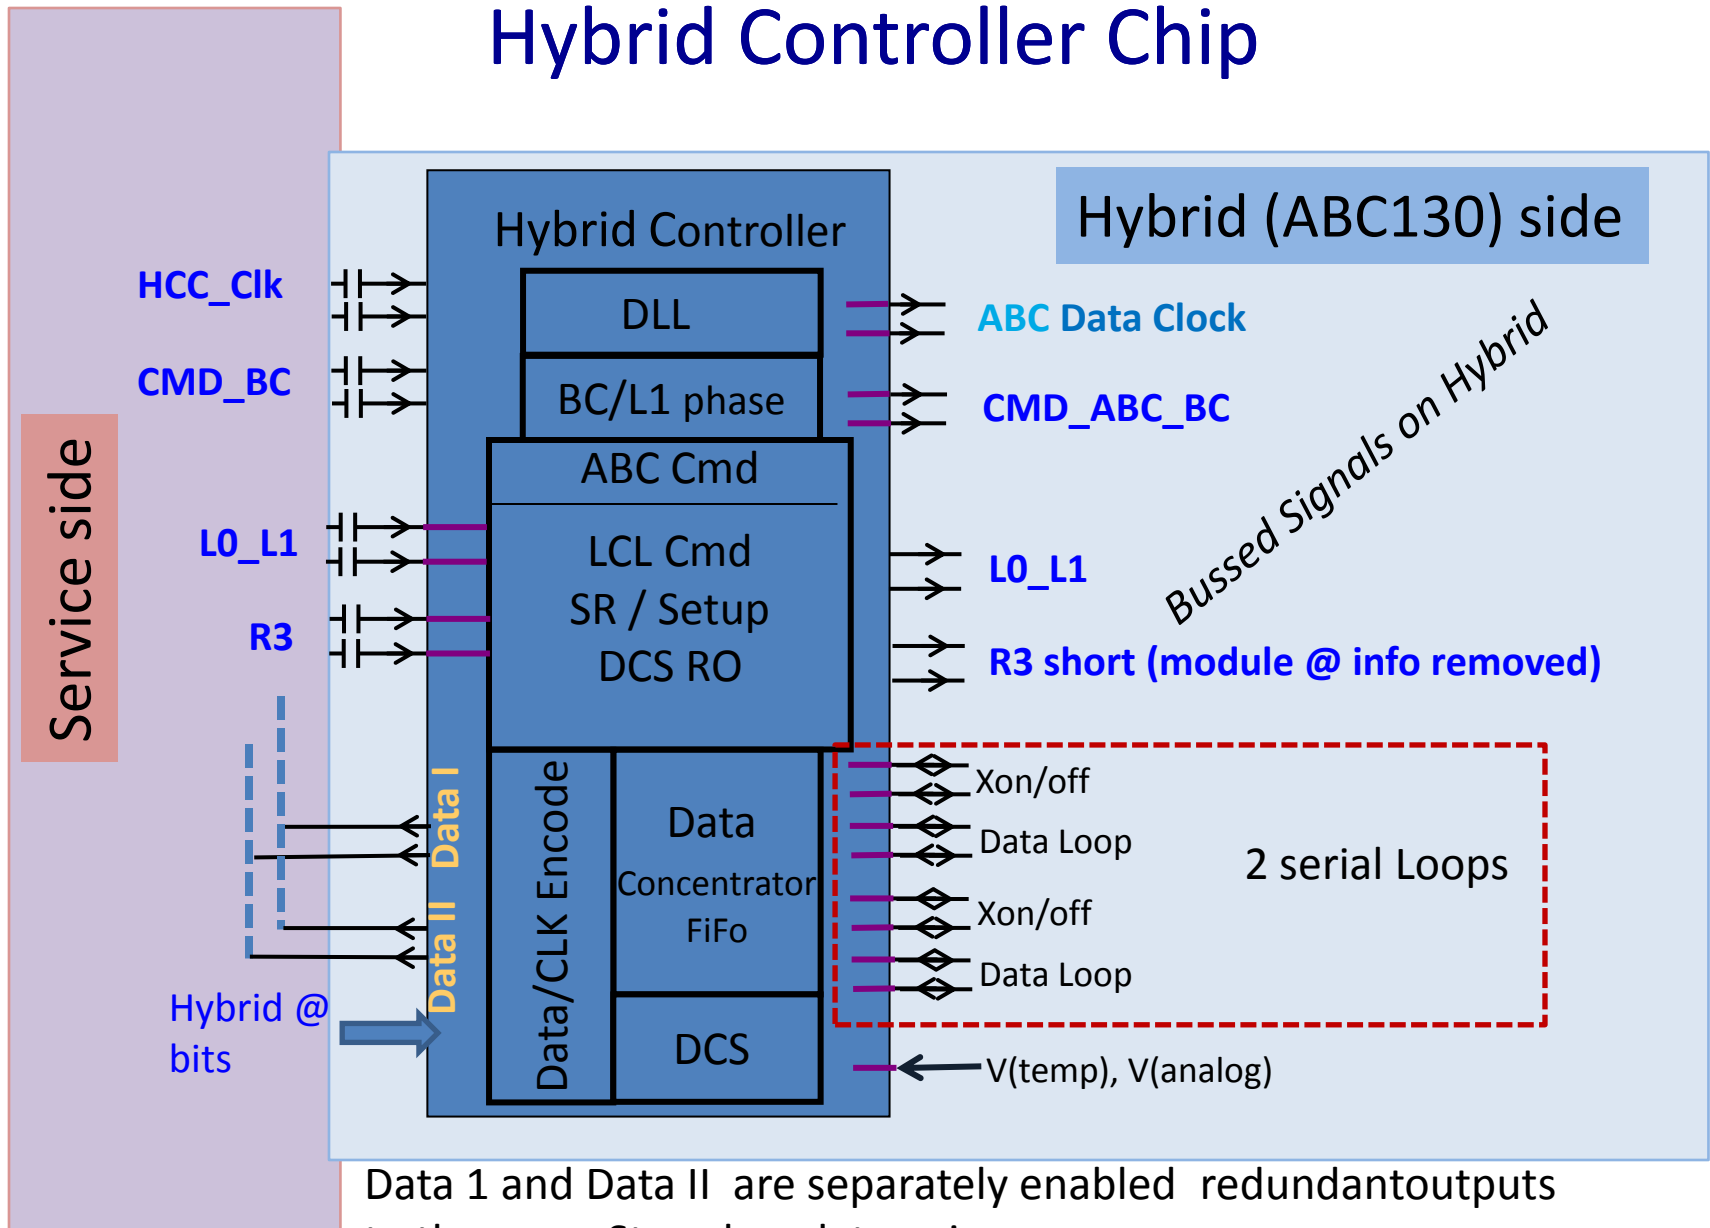 Hybrid Controller Chip
Service side
HCC_Clk
CMD_BC
L0_L1
R3
Hybrid @
bits
Hybrid Controller
DLL
BC/L1 phase
ABC Cmd
LCL Cmd
SR / Setup
DCS RO
Data I
Data II
Data/CLK Encode
Data
Concentrator
FiFo
DCS
Hybrid (ABC130) side
ABC Data Clock
CMD_ABC_BC
Bussed Signals on Hybrid
L0_L1
R3 short (module @ info removed)
Xon/off
Data Loop
Xon/off
Data Loop
2 serial Loops
V(temp), V(analog)
Data 1 and Data II are separately enabled redundantoutputs